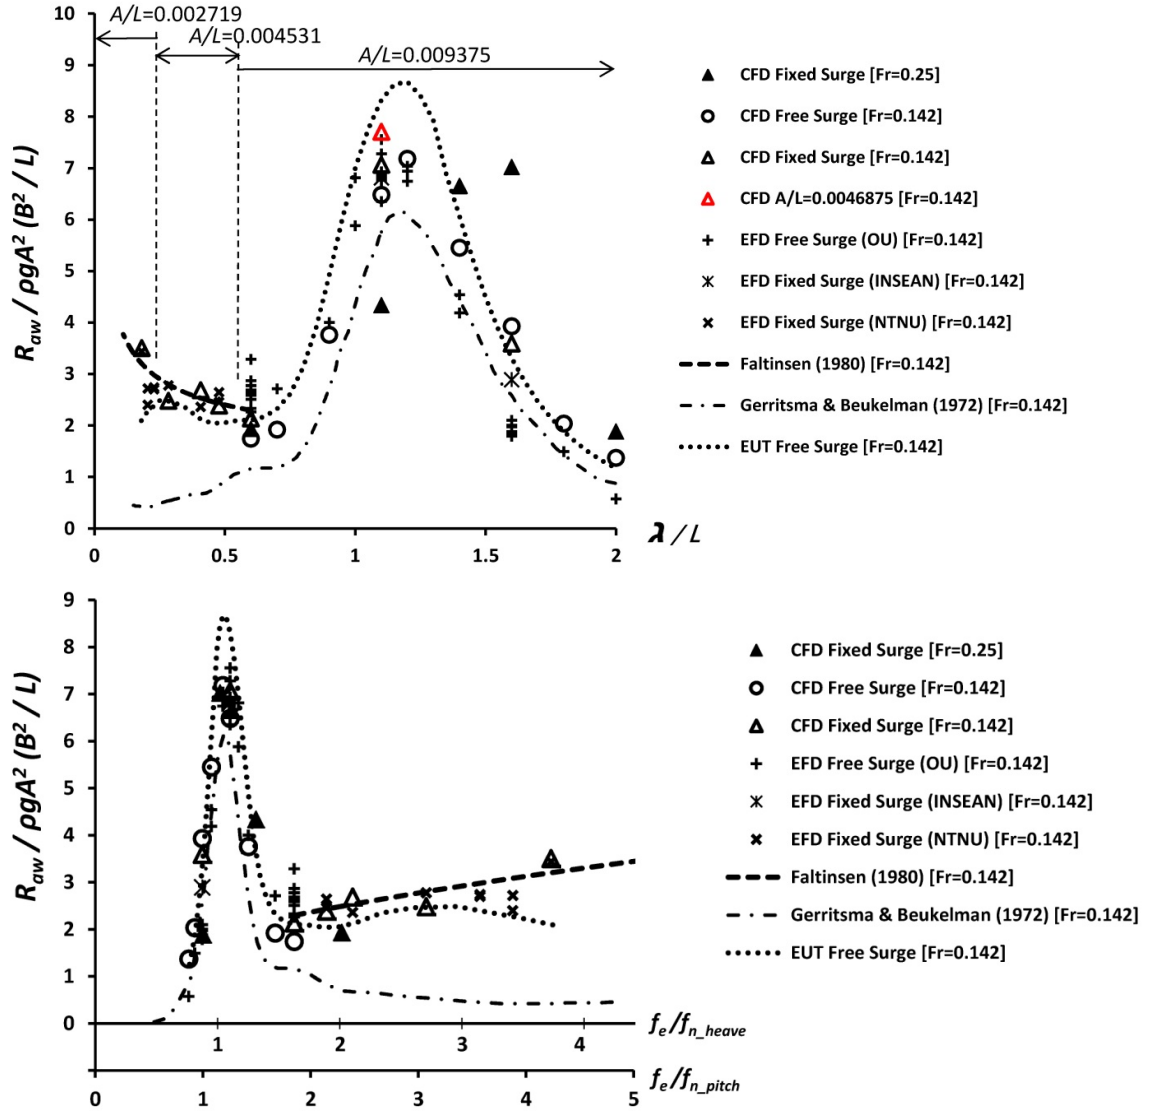 10
9
8
7
6
5
4
3
2
1
0
R_aw / ρgA² (B² / L)
A/L=0.002719
A/L=0.004531
A/L=0.009375
0 0.5 1 1.5 2
λ / L
CFD Fixed Surge [Fr=0.25]
CFD Free Surge [Fr=0.142]
CFD Fixed Surge [Fr=0.142]
CFD A/L=0.0046875 [Fr=0.142]
EFD Free Surge (OU) [Fr=0.142]
EFD Fixed Surge (INSEAN) [Fr=0.142]
EFD Fixed Surge (NTNU) [Fr=0.142]
Faltinsen (1980) [Fr=0.142]
Gerritsma & Beukelman (1972) [Fr=0.142]
EUT Free Surge [Fr=0.142]
9
8
7
6
5
4
3
2
1
0
R_aw / ρgA² (B² / L)
1 2 3 4
f_e/f_n_heave
0 1 2 3 4 5
f_e/f_n_pitch
CFD Fixed Surge [Fr=0.25]
CFD Free Surge [Fr=0.142]
CFD Fixed Surge [Fr=0.142]
EFD Free Surge (OU) [Fr=0.142]
EFD Fixed Surge (INSEAN) [Fr=0.142]
EFD Fixed Surge (NTNU) [Fr=0.142]
Faltinsen (1980) [Fr=0.142]
Gerritsma & Beukelman (1972) [Fr=0.142]
EUT Free Surge [Fr=0.142]